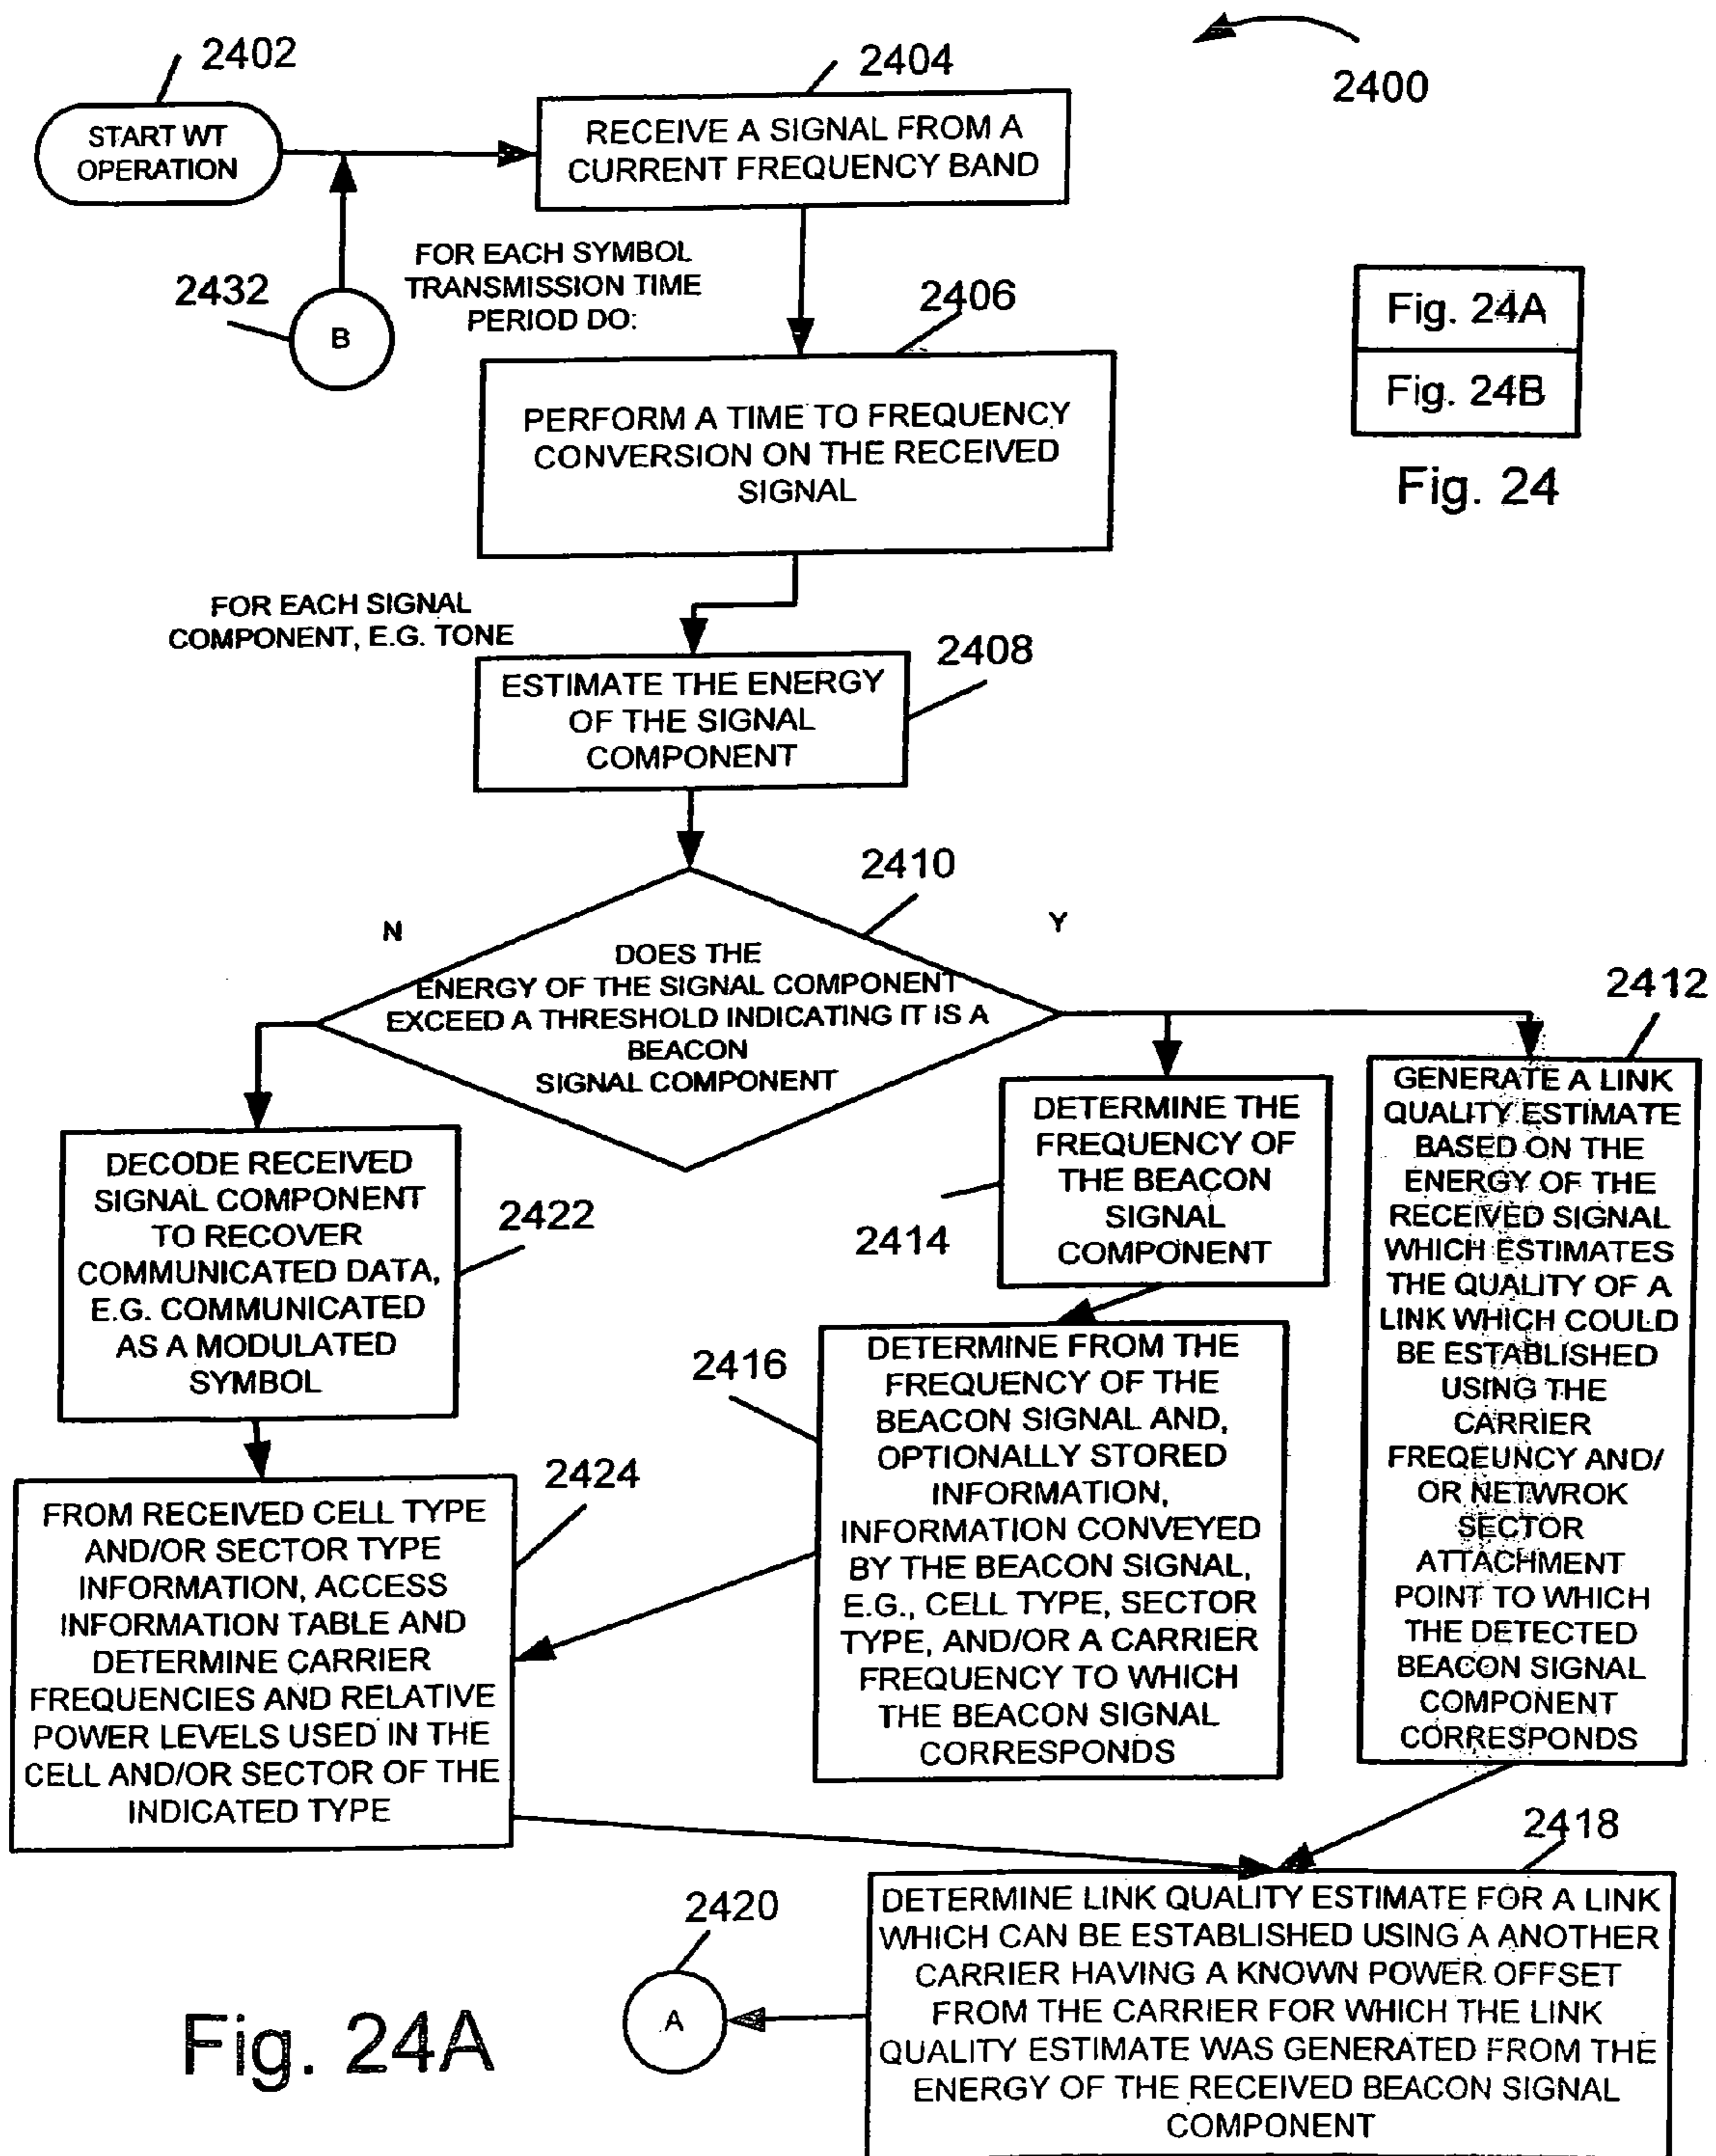 2400
2402
START WT
OPERATION
2404
RECEIVE A SIGNAL FROM A
CURRENT FREQUENCY BAND
2432
B
FOR EACH SYMBOL
TRANSMISSION TIME
PERIOD DO:
2406
PERFORM A TIME TO FREQUENCY
CONVERSION ON THE RECEIVED
SIGNAL
Fig. 24A
Fig. 24B
Fig. 24
FOR EACH SIGNAL
COMPONENT, E.G. TONE
2408
ESTIMATE THE ENERGY
OF THE SIGNAL
COMPONENT
2410
N
Y
DOES THE
ENERGY OF THE SIGNAL COMPONENT
EXCEED A THRESHOLD INDICATING IT IS A
BEACON
SIGNAL COMPONENT
2422
DECODE RECEIVED
SIGNAL COMPONENT
TO RECOVER
COMMUNICATED DATA,
E.G. COMMUNICATED
AS A MODULATED
SYMBOL
2414
DETERMINE THE
FREQUENCY OF
THE BEACON
SIGNAL
COMPONENT
2412
GENERATE A LINK
QUALITY ESTIMATE
BASED ON THE
ENERGY OF THE
RECEIVED SIGNAL
WHICH ESTIMATES
THE QUALITY OF A
LINK WHICH COULD
BE ESTABLISHED
USING THE
CARRIER
FREQEUNCY AND/
OR NETWROK
SECTOR
ATTACHMENT
POINT TO WHICH
THE DETECTED
BEACON SIGNAL
COMPONENT
CORRESPONDS
2416
DETERMINE FROM THE
FREQUENCY OF THE
BEACON SIGNAL AND,
OPTIONALLY STORED
INFORMATION,
INFORMATION CONVEYED
BY THE BEACON SIGNAL,
E.G., CELL TYPE, SECTOR
TYPE, AND/OR A CARRIER
FREQUENCY TO WHICH
THE BEACON SIGNAL
CORRESPONDS
2424
FROM RECEIVED CELL TYPE
AND/OR SECTOR TYPE
INFORMATION, ACCESS
INFORMATION TABLE AND
DETERMINE CARRIER
FREQUENCIES AND RELATIVE
POWER LEVELS USED IN THE
CELL AND/OR SECTOR OF THE
INDICATED TYPE
2418
DETERMINE LINK QUALITY ESTIMATE FOR A LINK
WHICH CAN BE ESTABLISHED USING A ANOTHER
CARRIER HAVING A KNOWN POWER OFFSET
FROM THE CARRIER FOR WHICH THE LINK
QUALITY ESTIMATE WAS GENERATED FROM THE
ENERGY OF THE RECEIVED BEACON SIGNAL
COMPONENT
2420
A
Fig. 24A